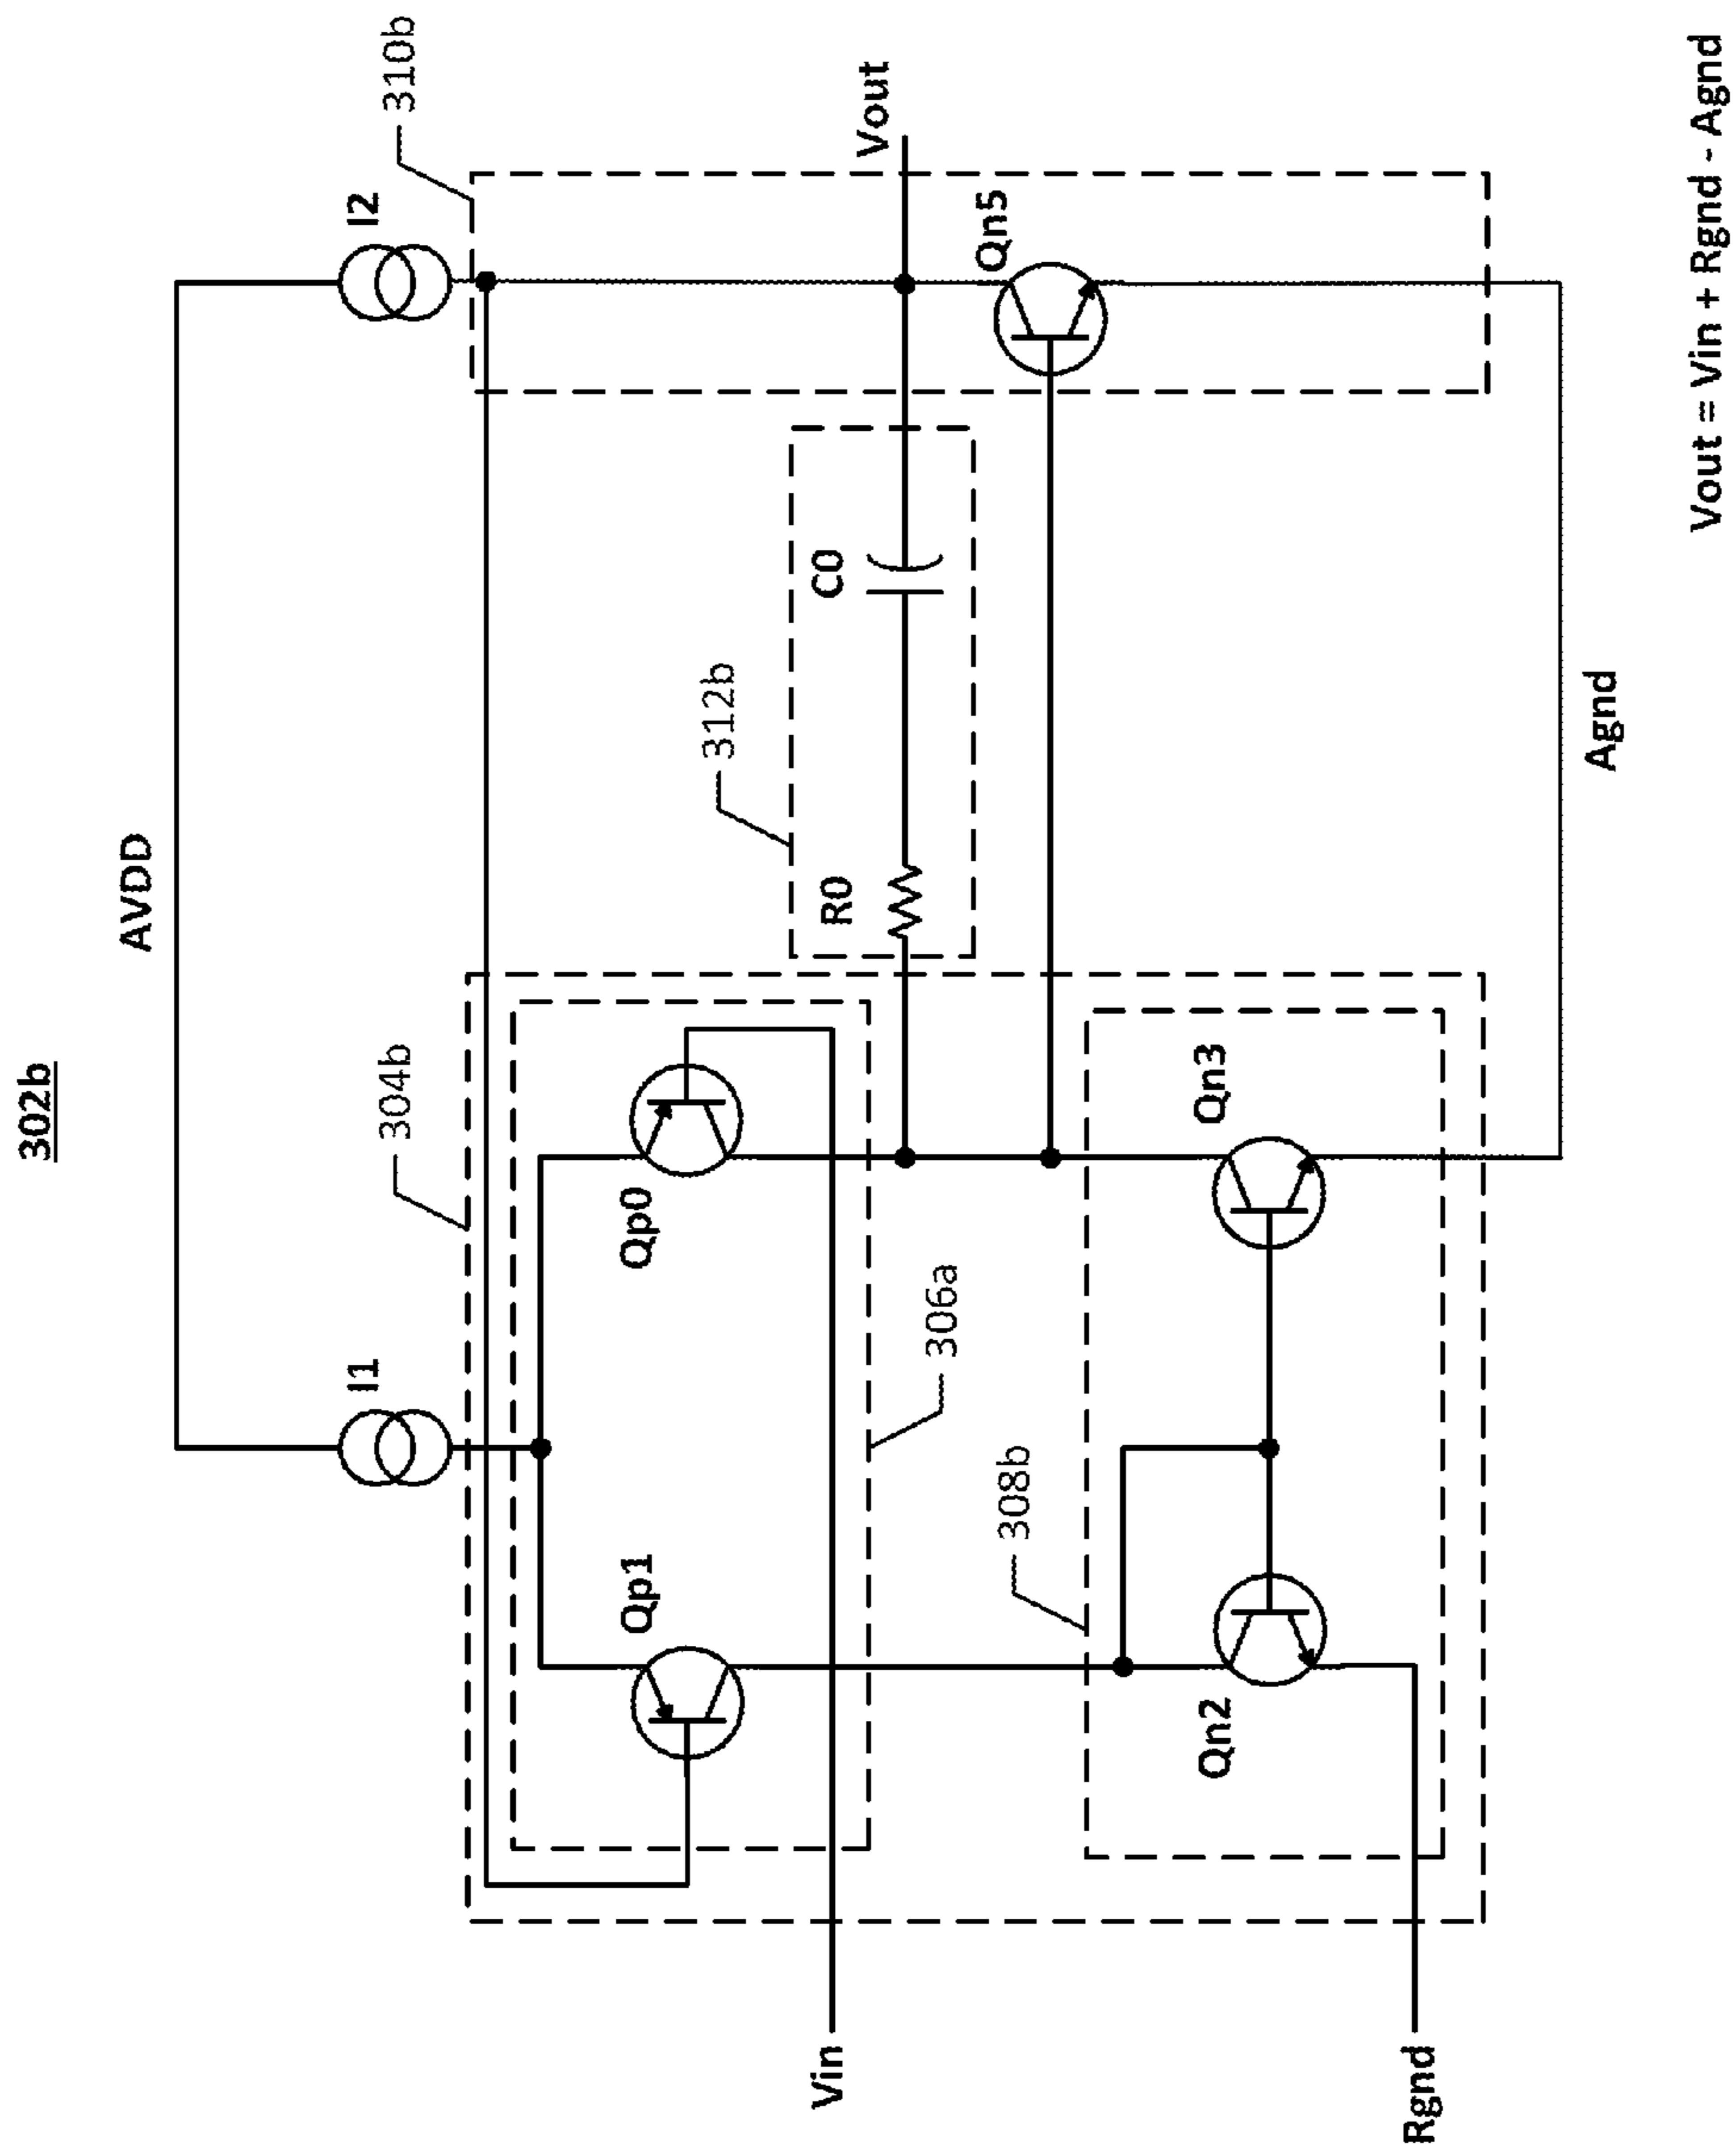 302b
AVDD
I1
I2
304b
310b
Qp1
Qp0
312b
R0
C0
Vout
Vin
306a
Qn5
308b
Qn2
Qn3
Rgnd
Agnd
Vout = Vin + Rgnd - Agnd